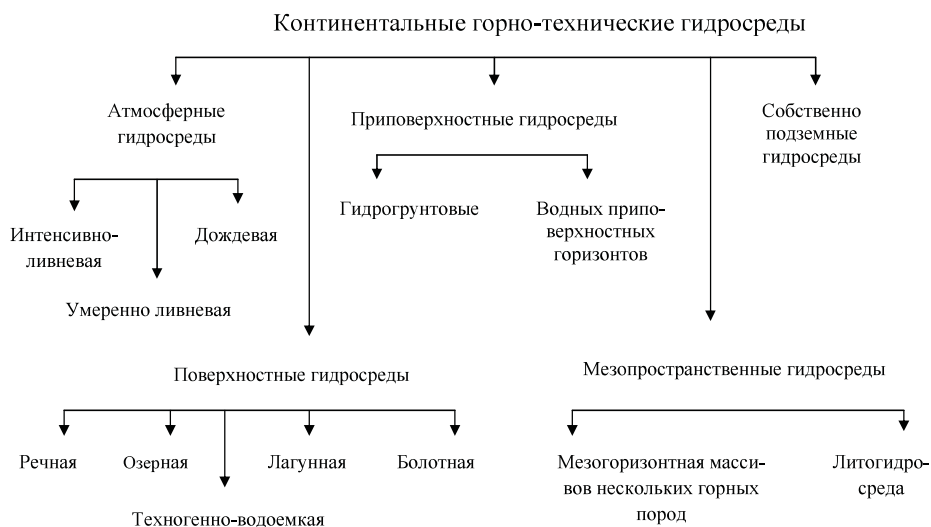 Континентальные горно-технические гидросреды
Атмосферные
гидросреды
Приповерхностные гидросреды
Собственно
подземные
гидросреды
Интенсивно-
ливневая
Дождевая
Умеренно ливневая
Гидрогрунтовые
Водных припо-
верхностных
горизонтов
Поверхностные гидросреды
Мезопространственные гидросреды
Речная
Озерная
Лагунная
Болотная
Техногенно-водоемкая
Мезогоризонтная масси-
вов нескольких горных
пород
Литогидро-
среда